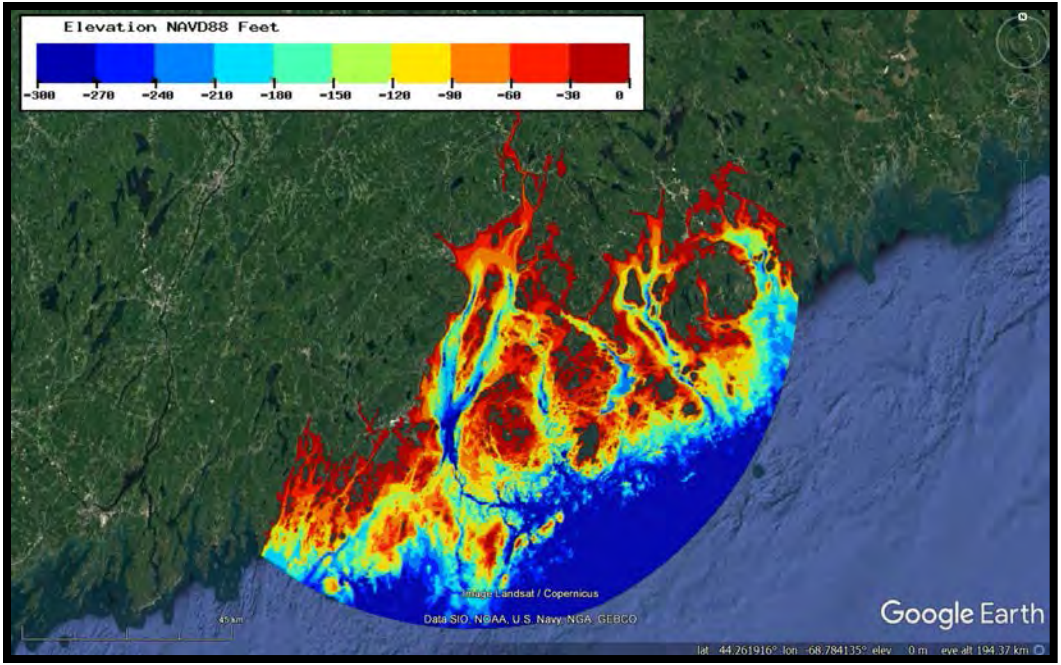 Elevation NAVD88 Feet
-300 -270 -240 -210 -180 -150 -120 -90 -60 -30 0
N
Image Landsat / Copernicus
Data SIO, NOAA, U.S. Navy, NGA, GEBCO
45 km
Google Earth
lat 44.261916° lon -68.784135° elev 0 m eye alt 194.37 km